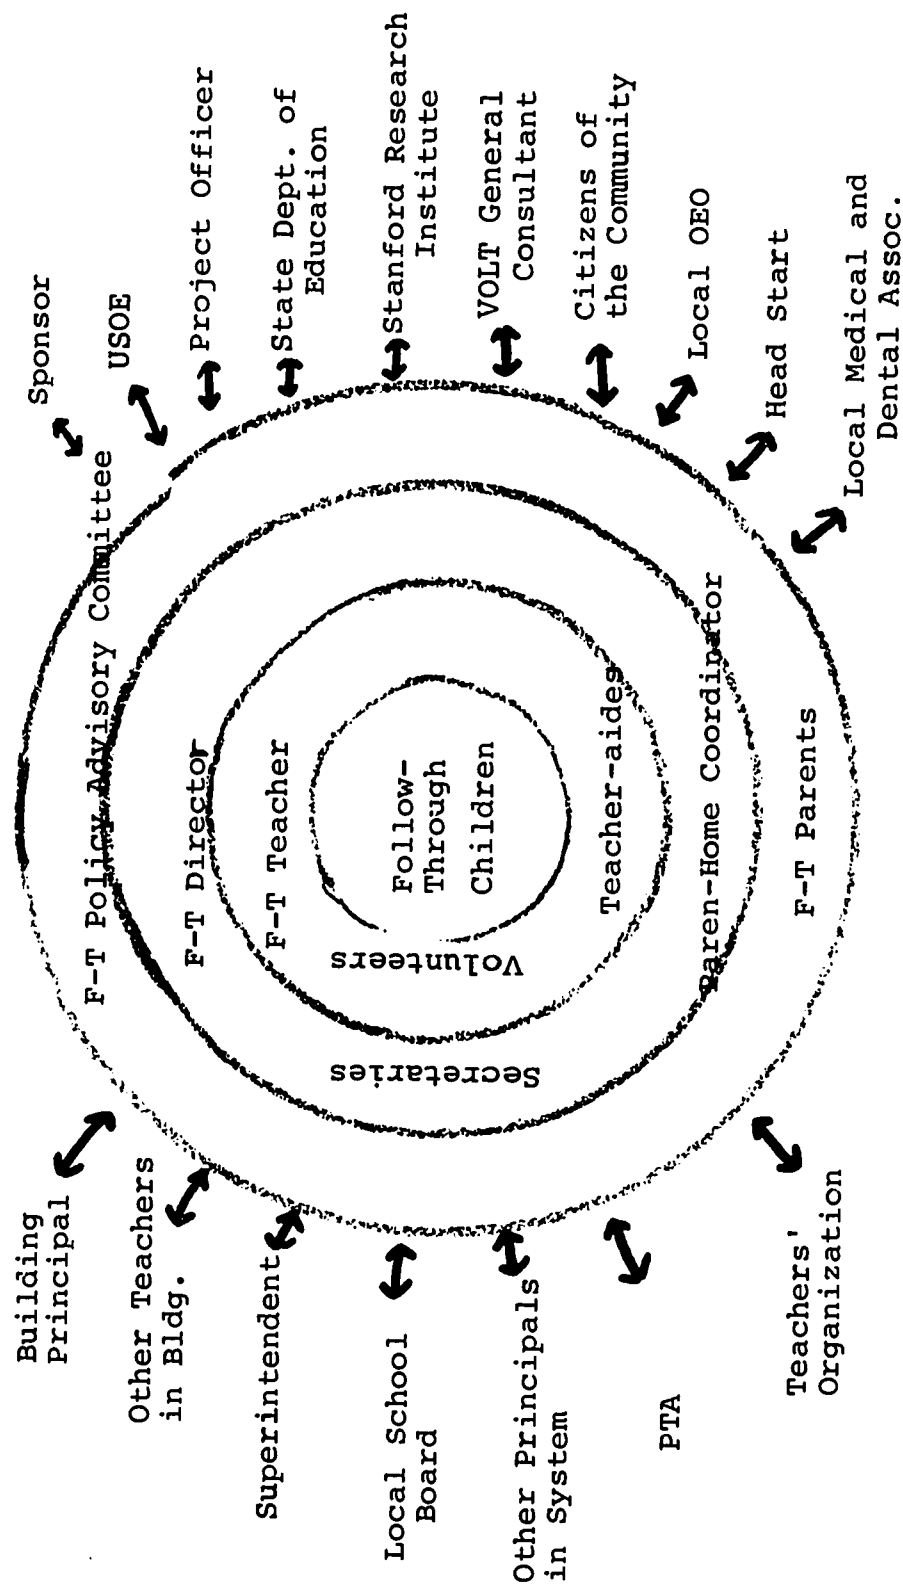 Building
Principal
Other Teachers
in Bldg.
Superintendent
Local School
Board
Other Principals
in System
PTA
Teachers'
Organization
F-T Policy Advisory Committee
F-T Director
F-T Teacher
Follow-
Through
Children
Volunteers
Secretaries
Teacher-aides
Paren-Home Coordinator
F-T Parents
Sponsor
USOE
Project Officer
State Dept. of
Education
Stanford Research
Institute
VOLT General
Consultant
Citizens of
the Community
Local OEO
Head Start
Local Medical and
Dental Assoc.